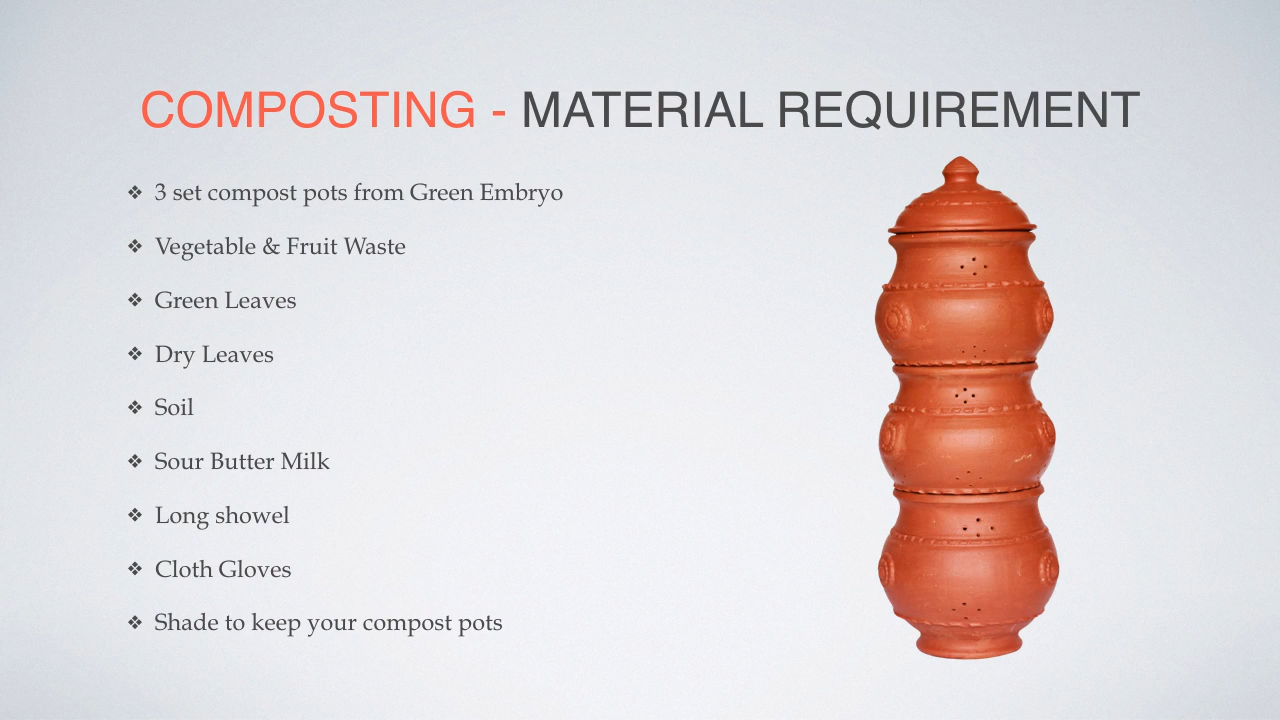 COMPOSTING - MATERIAL REQUIREMENT
❖ 3 set compost pots from Green Embryo
❖ Vegetable & Fruit Waste
❖ Green Leaves
❖ Dry Leaves
❖ Soil
❖ Sour Butter Milk
❖ Long showel
❖ Cloth Gloves
❖ Shade to keep your compost pots